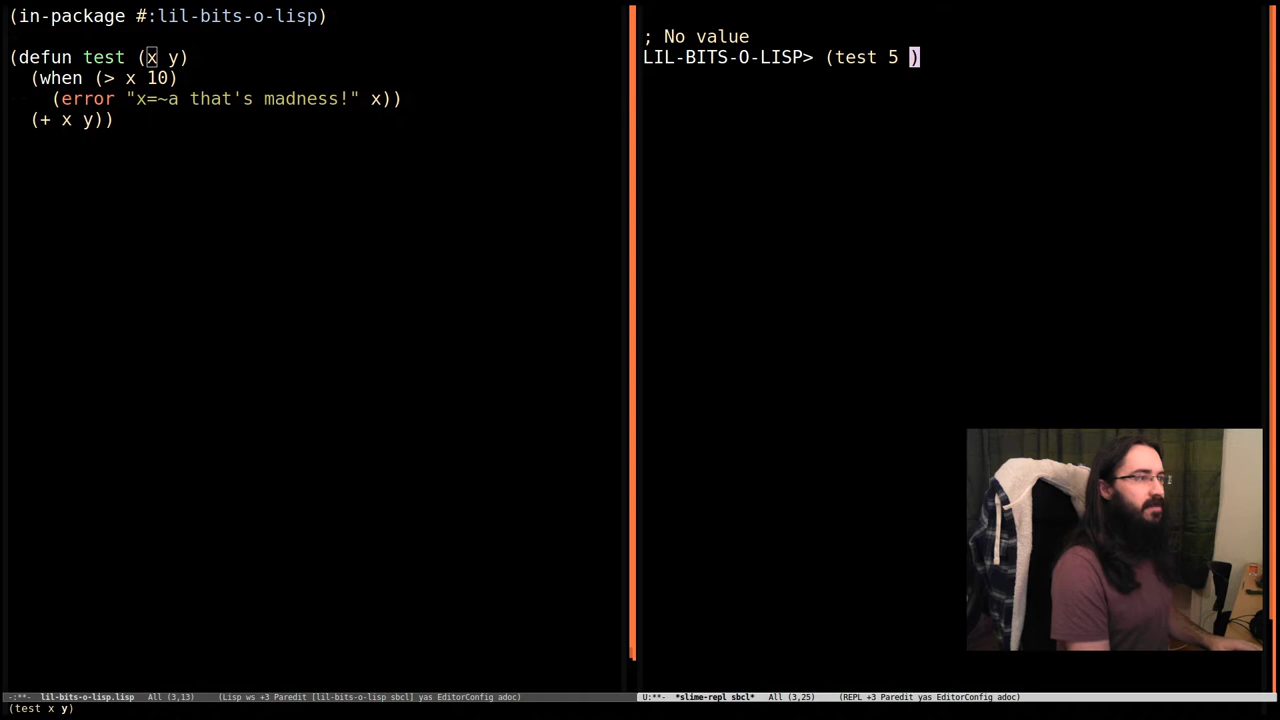 (in-package #:lil-bits-o-lisp)
(defun test (x y)
  (when (> x 10)
    (error "x=~a that's madness!" x))
  (+ x y))
; No value
LIL-BITS-O-LISP> (test 5 )
-:**-  lil-bits-o-lisp.lisp   All (3,13)    (Lisp ws +3 Paredit [lil-bits-o-lisp sbcl] yas EditorConfig adoc)
U:**-  *slime-repl sbcl*   All (3,25)    (REPL +3 Paredit yas EditorConfig adoc)
(test x y)